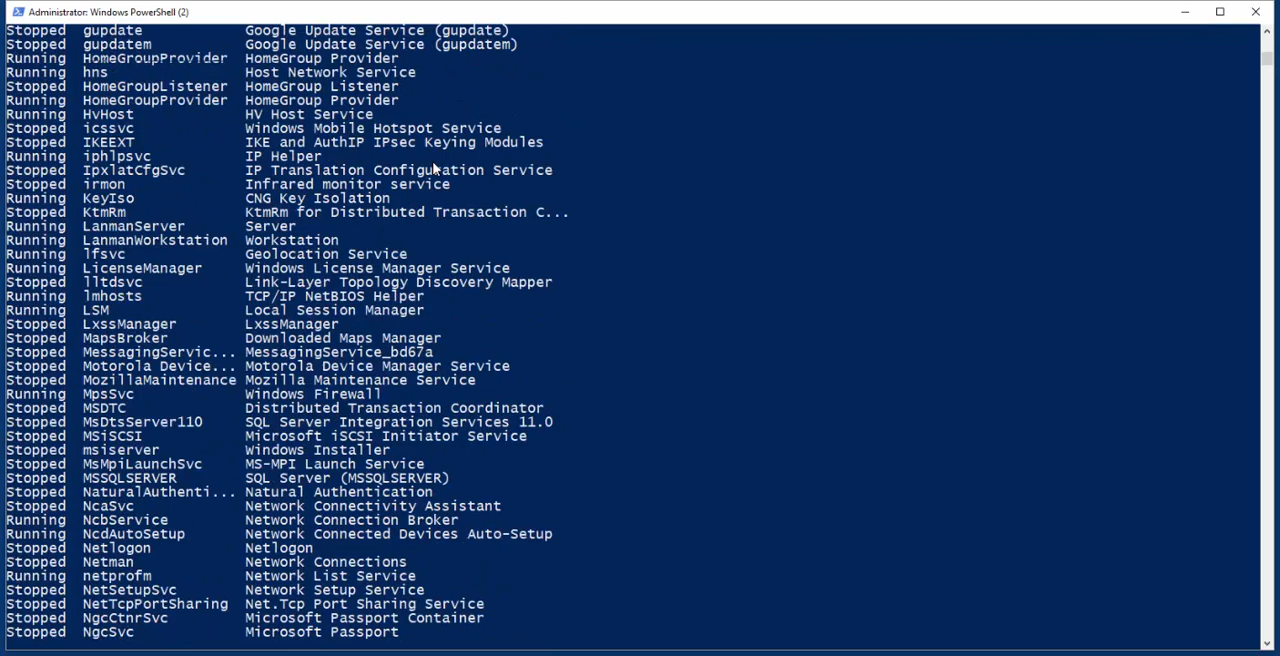 Administrator: Windows PowerShell (2)
Stopped gupdate Google Update Service (gupdate)
Stopped gupdatem Google Update Service (gupdatem)
Running HomeGroupProvider HomeGroup Provider
Running hns Host Network Service
Stopped HomeGroupListener HomeGroup Listener
Running HomeGroupProvider HomeGroup Provider
Running HvHost HV Host Service
Stopped icssvc Windows Mobile Hotspot Service
Stopped IKEEXT IKE and AuthIP IPsec Keying Modules
Running iphlpsvc IP Helper
Stopped IpxlatCfgSvc IP Translation Configuration Service
Stopped irmon Infrared monitor service
Running KeyIso CNG Key Isolation
Stopped KtmRm KtmRm for Distributed Transaction C...
Running LanmanServer Server
Running LanmanWorkstation Workstation
Running lfsvc Geolocation Service
Running LicenseManager Windows License Manager Service
Stopped lltdsvc Link-Layer Topology Discovery Mapper
Running lmhosts TCP/IP NetBIOS Helper
Running LSM Local Session Manager
Stopped LxssManager LxssManager
Stopped MapsBroker Downloaded Maps Manager
Stopped MessagingServic... MessagingService_bd67a
Stopped Motorola Device... Motorola Device Manager Service
Stopped MozillaMaintenance Mozilla Maintenance Service
Running MpsSvc Windows Firewall
Stopped MSDTC Distributed Transaction Coordinator
Stopped MsDtsServer110 SQL Server Integration Services 11.0
Stopped MSiSCSI Microsoft iSCSI Initiator Service
Stopped msiserver Windows Installer
Stopped MsMpiLaunchSvc MS-MPI Launch Service
Stopped MSSQLSERVER SQL Server (MSSQLSERVER)
Stopped NaturalAuthenti... Natural Authentication
Stopped NcaSvc Network Connectivity Assistant
Running NcbService Network Connection Broker
Running NcdAutoSetup Network Connected Devices Auto-Setup
Stopped Netlogon Netlogon
Stopped Netman Network Connections
Running netprofm Network List Service
Stopped NetSetupSvc Network Setup Service
Stopped NetTcpPortSharing Net.Tcp Port Sharing Service
Stopped NgcCtnrSvc Microsoft Passport Container
Stopped NgcSvc Microsoft Passport